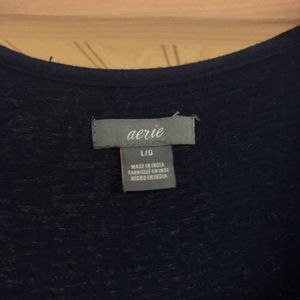 aerie
L/G
MADE IN INDIA
FABRIQUÉ EN INDE
HECHO EN INDIA